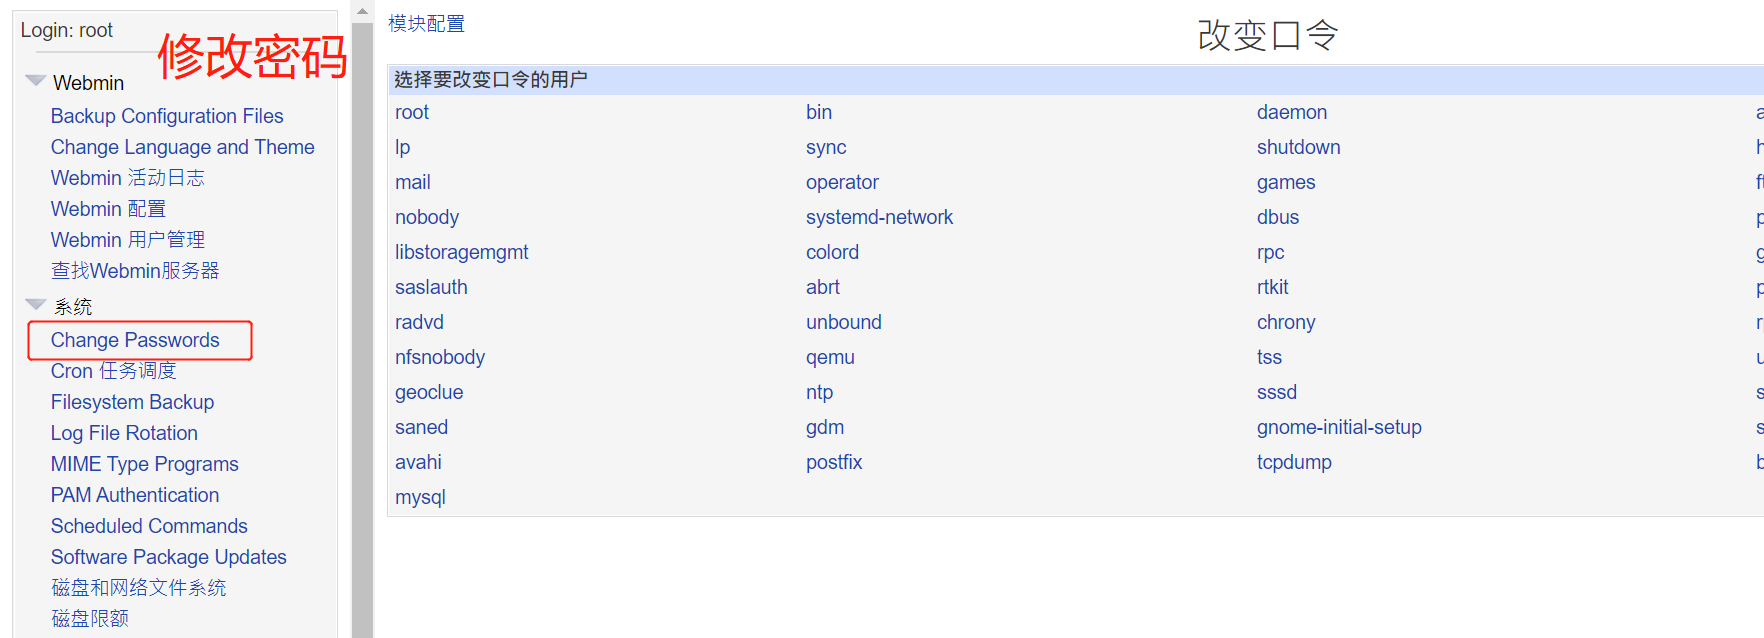 Login: root
修改密码
Webmin
Backup Configuration Files
Change Language and Theme
Webmin 活动日志
Webmin 配置
Webmin 用户管理
查找Webmin服务器
系统
Change Passwords
Cron 任务调度
Filesystem Backup
Log File Rotation
MIME Type Programs
PAM Authentication
Scheduled Commands
Software Package Updates
磁盘和网络文件系统
磁盘限额
模块配置
改变口令
选择要改变口令的用户
root bin daemon
lp sync shutdown
mail operator games
nobody systemd-network dbus
libstoragemgmt colord rpc
saslauth abrt rtkit
radvd unbound chrony
nfsnobody qemu tss
geoclue ntp sssd
saned gdm gnome-initial-setup
avahi postfix tcpdump
mysql